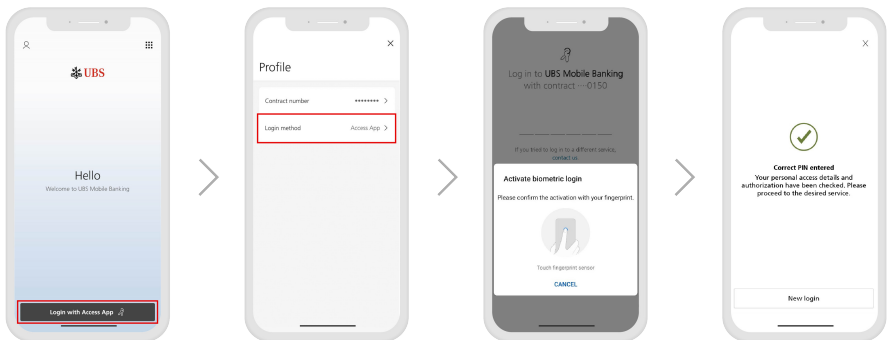 UBS
Hello
Welcome to UBS Mobile Banking
Login with Access App
Profile
Contract number ******** >
Login method Access App >
Log in to UBS Mobile Banking
with contract ···0150
If you tried to log in to a different service,
contact us.
Activate biometric login
Please confirm the activation with your fingerprint.
Touch fingerprint sensor
CANCEL
Correct PIN entered
Your personal access details and
authorization have been checked. Please
proceed to the desired service.
New login